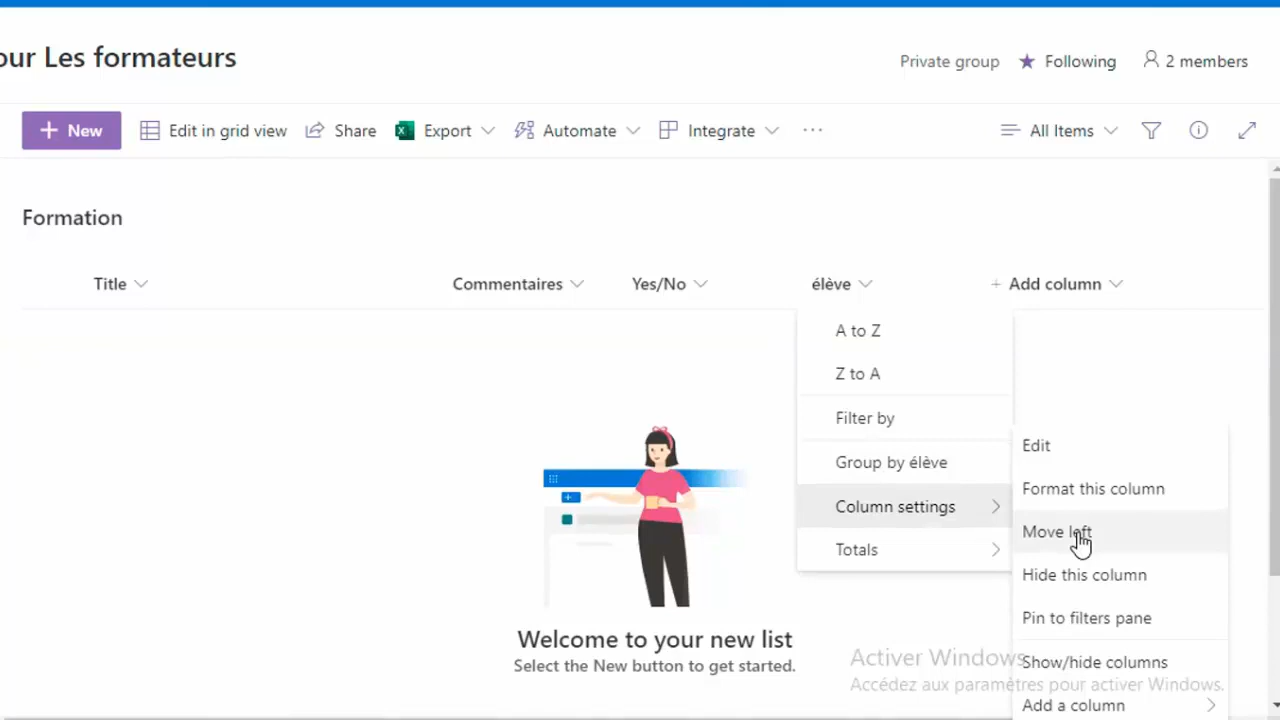 our Les formateurs
Private group Following 2 members
New Edit in grid view Share Export Automate Integrate All Items
Formation
Title Commentaires Yes/No élève Add column
A to Z
Z to A
Filter by
Group by élève
Column settings
Totals
Edit
Format this column
Move left
Hide this column
Pin to filters pane
Show/hide columns
Add a column
Welcome to your new list
Select the New button to get started.
Activer Windows
Accédez aux paramètres pour activer Windows.